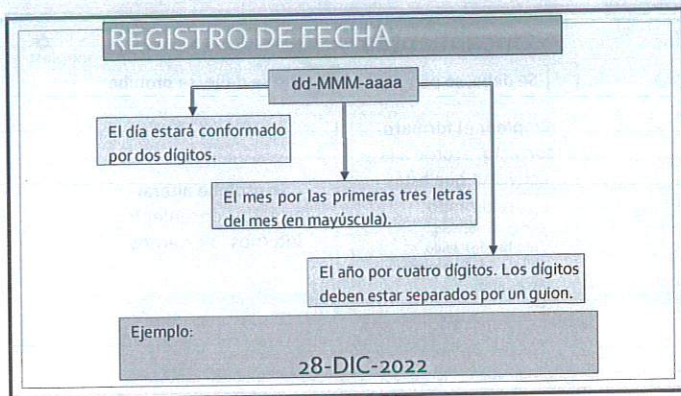 REGISTRO DE FECHA
dd-MMM-aaaa
El día estará conformado
por dos dígitos.
El mes por las primeras tres letras
del mes (en mayúscula).
El año por cuatro dígitos. Los dígitos
deben estar separados por un guion.
Ejemplo:
28-DIC-2022